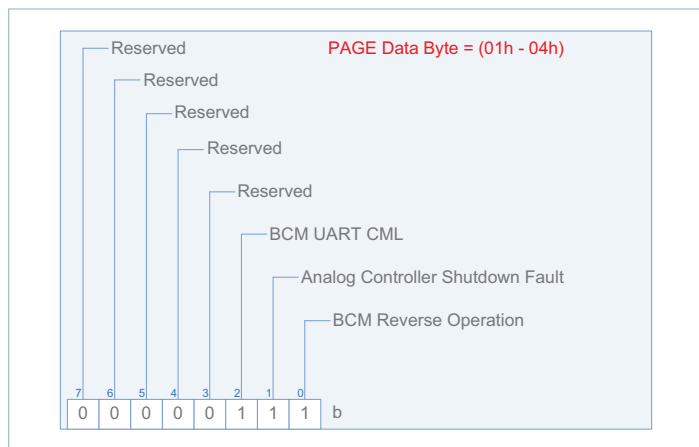 Reserved PAGE Data Byte = (01h - 04h)
Reserved
Reserved
Reserved
Reserved
BCM UART CML
Analog Controller Shutdown Fault
BCM Reverse Operation
7 6 5 4 3 2 1 0
0 0 0 0 0 1 1 1 b